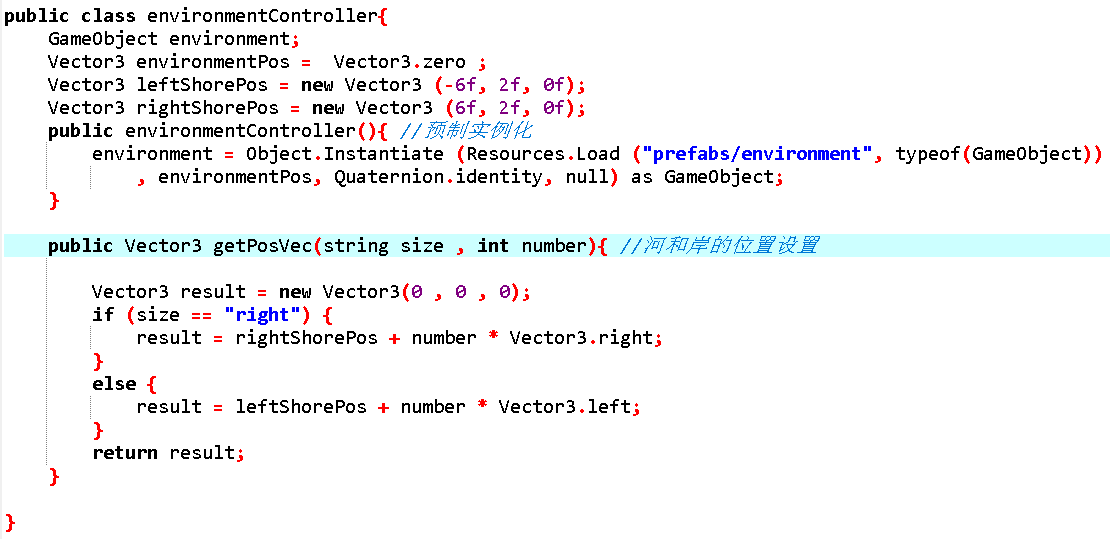 public class environmentController{
    GameObject environment;
    Vector3 environmentPos =  Vector3.zero ;
    Vector3 leftShorePos = new Vector3 (-6f, 2f, 0f);
    Vector3 rightShorePos = new Vector3 (6f, 2f, 0f);
    public environmentController(){ //预制实例化
        environment = Object.Instantiate (Resources.Load ("prefabs/environment", typeof(GameObject))
            , environmentPos, Quaternion.identity, null) as GameObject;
    }
    public Vector3 getPosVec(string size , int number){ //河和岸的位置设置
        Vector3 result = new Vector3(0 , 0 , 0);
        if (size == "right") {
            result = rightShorePos + number * Vector3.right;
        }
        else {
            result = leftShorePos + number * Vector3.left;
        }
        return result;
    }
}